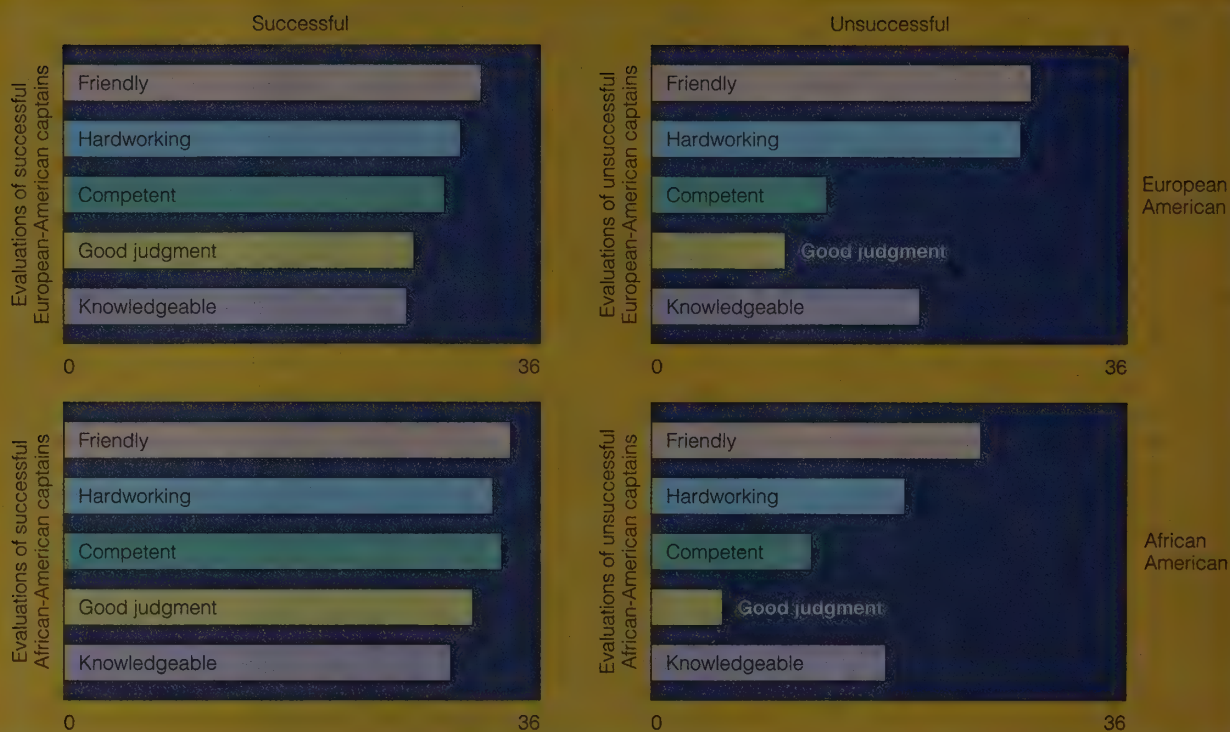 Successful
Unsuccessful
Evaluations of successful
European-American captains
Friendly
Hardworking
Competent
Good judgment
Knowledgeable
0
36
Evaluations of unsuccessful
European-American captains
Friendly
Hardworking
Competent
Good judgment
Knowledgeable
0
36
European
American
Evaluations of successful
African-American captains
Friendly
Hardworking
Competent
Good judgment
Knowledgeable
0
36
Evaluations of unsuccessful
African-American captains
Friendly
Hardworking
Competent
Good judgment
Knowledgeable
0
36
African
American